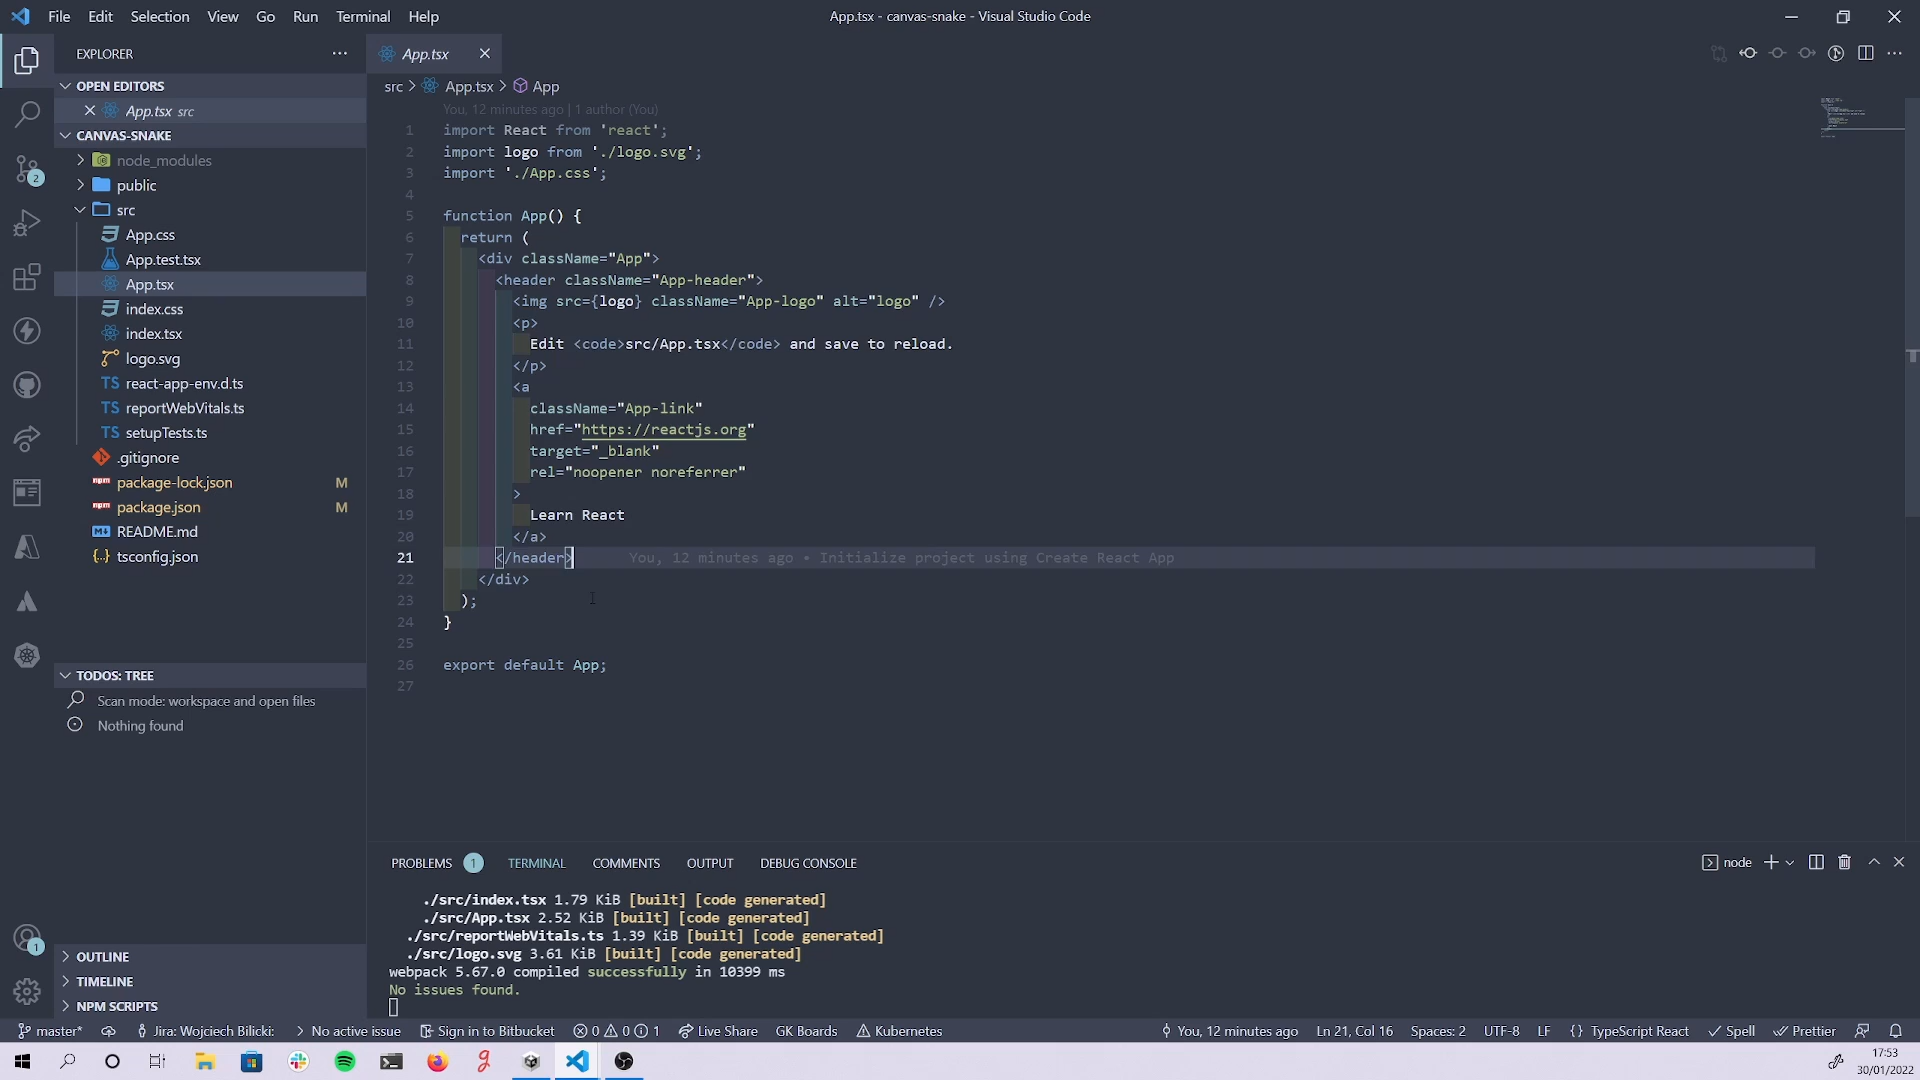 File Edit Selection View Go Run Terminal Help
App.tsx - canvas-snake - Visual Studio Code
EXPLORER
OPEN EDITORS
App.tsx src
CANVAS-SNAKE
node_modules
public
src
App.css
App.test.tsx
App.tsx
index.css
index.tsx
logo.svg
TS react-app-env.d.ts
TS reportWebVitals.ts
TS setupTests.ts
.gitignore
npm package-lock.json M
npm package.json M
README.md
{} tsconfig.json
TODOS: TREE
Scan mode: workspace and open files
Nothing found
OUTLINE
TIMELINE
NPM SCRIPTS
2
1
App.tsx
src > App.tsx > App
You, 12 minutes ago | 1 author (You)
1 import React from 'react';
2 import logo from './logo.svg';
3 import './App.css';
4
5 function App() {
6 return (
7 <div className="App">
8 <header className="App-header">
9 <img src={logo} className="App-logo" alt="logo" />
10 <p>
11 Edit <code>src/App.tsx</code> and save to reload.
12 </p>
13 <a
14 className="App-link"
15 href="https://reactjs.org"
16 target="_blank"
17 rel="noopener noreferrer"
18 >
19 Learn React
20 </a>
21 </header> You, 12 minutes ago • Initialize project using Create React App
22 </div>
23 );
24 }
25
26 export default App;
27
PROBLEMS 1 TERMINAL COMMENTS OUTPUT DEBUG CONSOLE
node
./src/index.tsx 1.79 KiB [built] [code generated]
./src/App.tsx 2.52 KiB [built] [code generated]
./src/reportWebVitals.ts 1.39 KiB [built] [code generated]
./src/logo.svg 3.61 KiB [built] [code generated]
webpack 5.67.0 compiled successfully in 10399 ms
No issues found.
master* Jira: Wojciech Bilicki: No active issue Sign in to Bitbucket 0 0 1 Live Share GK Boards Kubernetes You, 12 minutes ago Ln 21, Col 16 Spaces: 2 UTF-8 LF {} TypeScript React Spell Prettier
17:53
30/01/2022